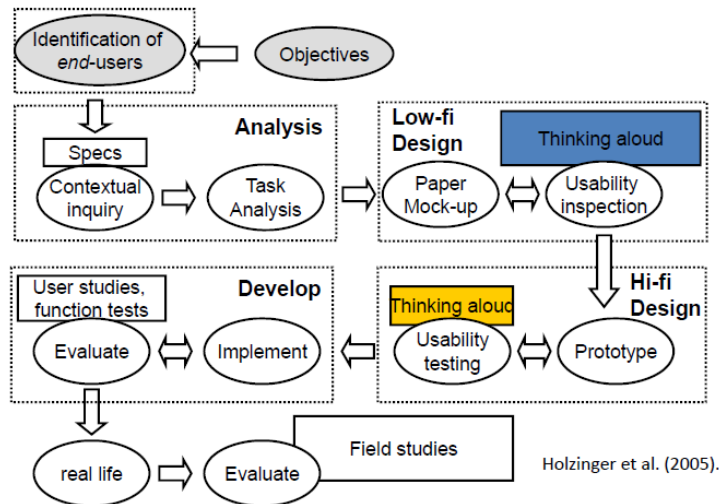 Identification of
end-users
Objectives
Analysis
Specs
Contextual
inquiry
Task
Analysis
Low-fi
Design
Thinking aloud
Paper
Mock-up
Usability
inspection
User studies,
function tests
Develop
Evaluate
Implement
Hi-fi
Design
Thinking aloud
Usability
testing
Prototype
real life
Evaluate
Field studies
Holzinger et al. (2005).